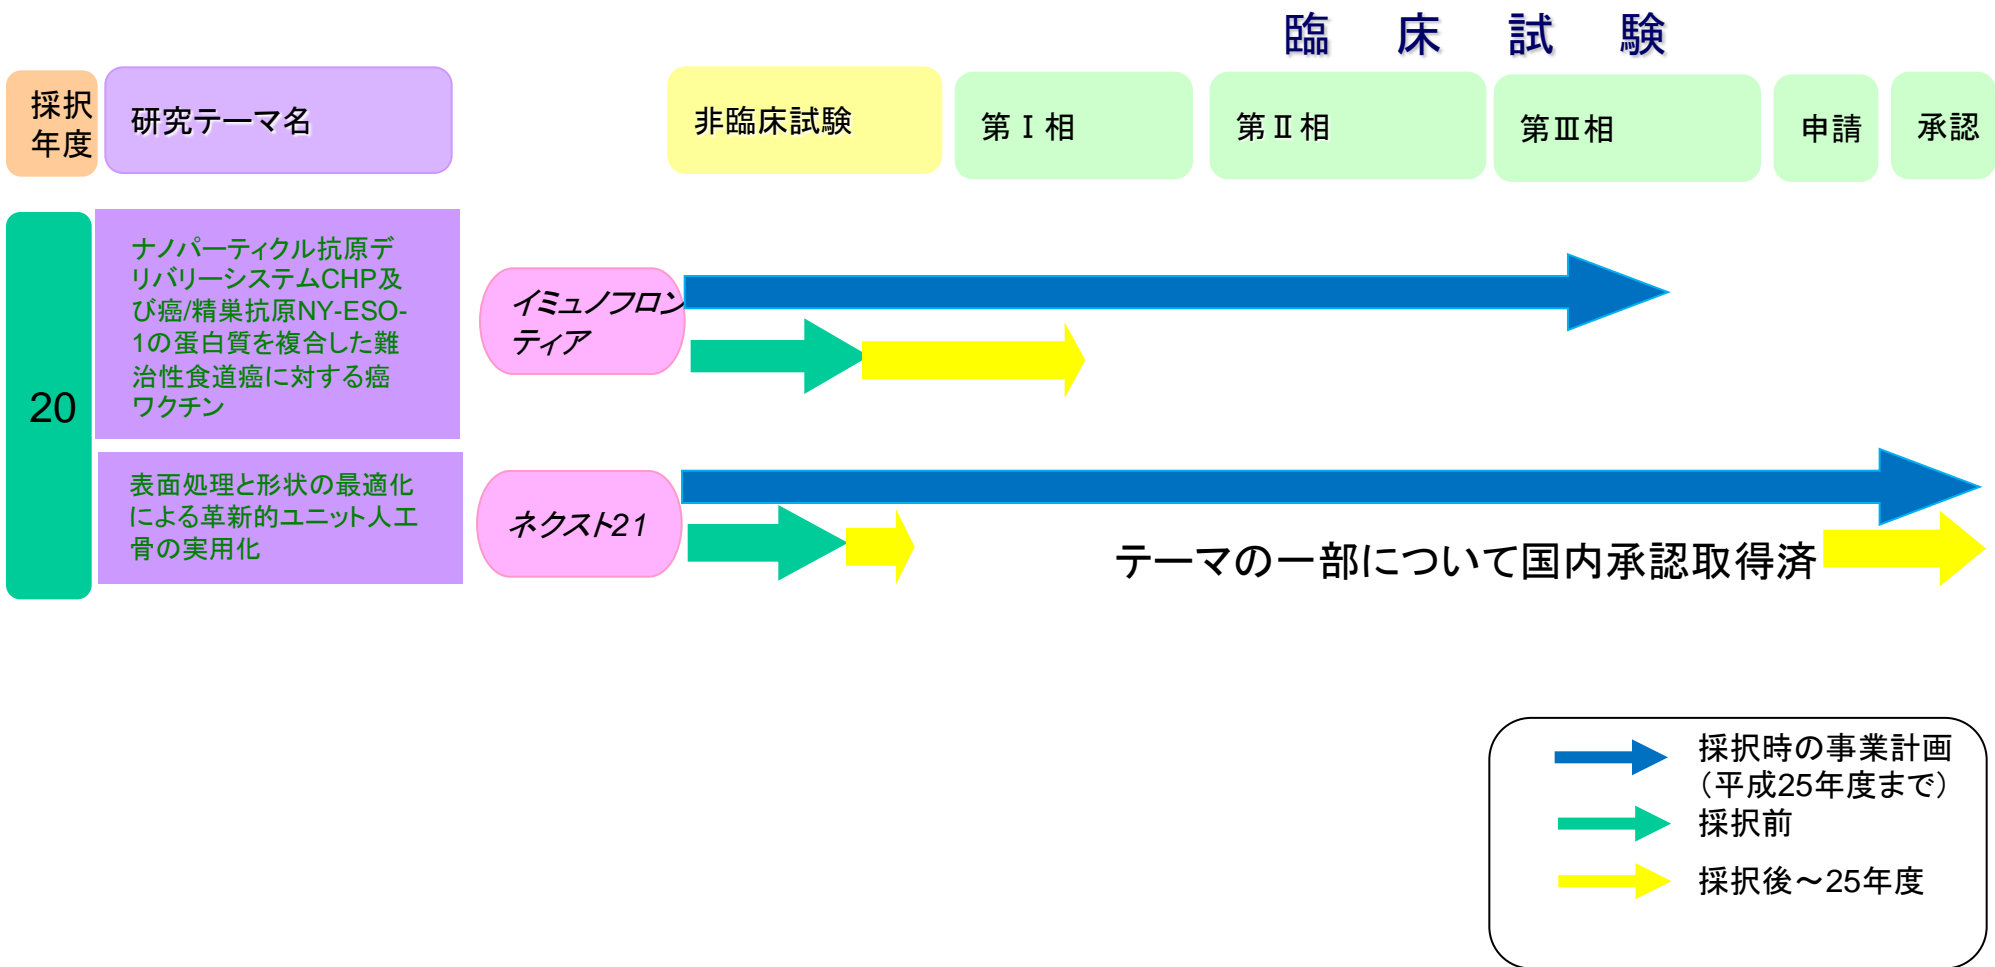 臨床試験
採択
年度
研究テーマ名
非臨床試験
第Ⅰ相
第Ⅱ相
第Ⅲ相
申請
承認
20
ナノパーティクル抗原デ
リバリーシステムCHP及
び癌/精巣抗原NY-ESO-
1の蛋白質を複合した難
治性食道癌に対する癌
ワクチン
イミュノフロン
ティア
表面処理と形状の最適化
による革新的ユニット人工
骨の実用化
ネクスト21
テーマの一部について国内承認取得済
採択時の事業計画
（平成25年度まで）
採択前
採択後～25年度